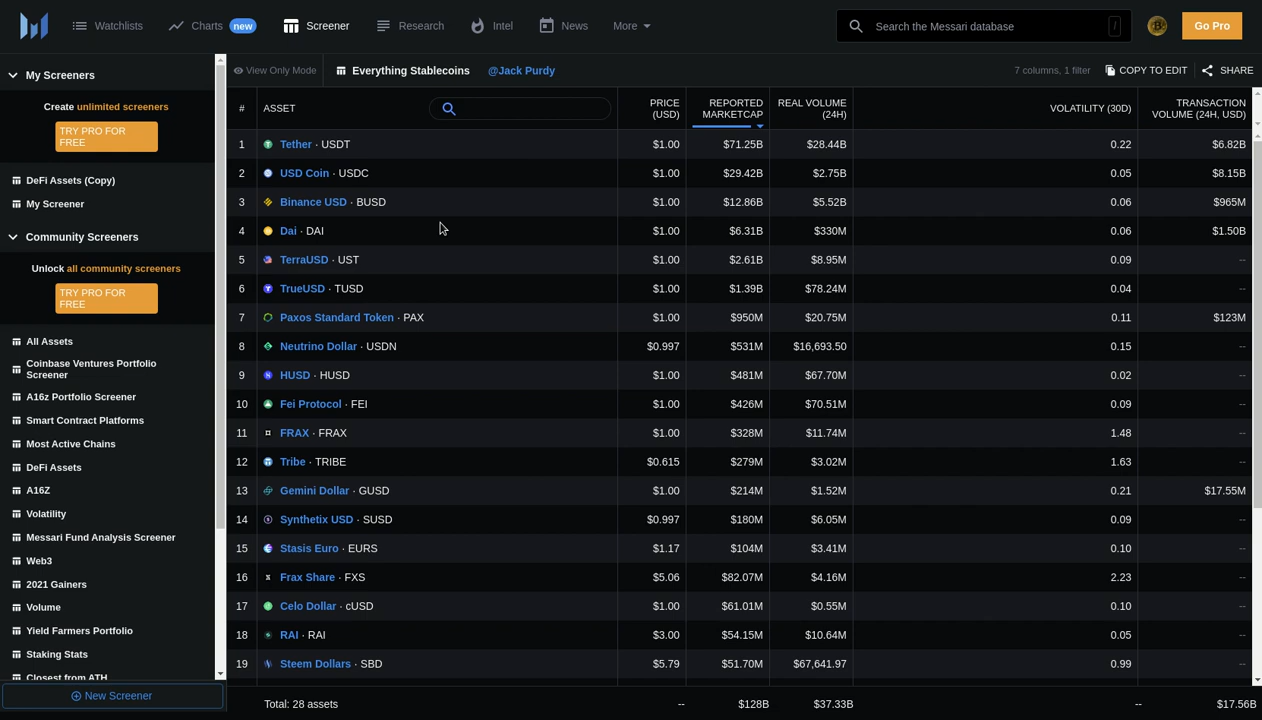 Watchlists Charts new Screener Research Intel News More Search the Messari database / Go Pro
My Screeners
Create unlimited screeners
TRY PRO FOR
FREE
DeFi Assets (Copy)
My Screener
Community Screeners
Unlock all community screeners
TRY PRO FOR
FREE
All Assets
Coinbase Ventures Portfolio
Screener
A16z Portfolio Screener
Smart Contract Platforms
Most Active Chains
DeFi Assets
A16Z
Volatility
Messari Fund Analysis Screener
Web3
2021 Gainers
Volume
Yield Farmers Portfolio
Staking Stats
Closest from ATH
New Screener
View Only Mode Everything Stablecoins @Jack Purdy 7 columns, 1 filter COPY TO EDIT SHARE
# ASSET PRICE (USD) REPORTED MARKETCAP REAL VOLUME (24H) VOLATILITY (30D) TRANSACTION VOLUME (24H, USD)
1 Tether · USDT $1.00 $71.25B $28.44B 0.22 $6.82B
2 USD Coin · USDC $1.00 $29.42B $2.75B 0.05 $8.15B
3 Binance USD · BUSD $1.00 $12.86B $5.52B 0.06 $965M
4 Dai · DAI $1.00 $6.31B $330M 0.06 $1.50B
5 TerraUSD · UST $1.00 $2.61B $8.95M 0.09 --
6 TrueUSD · TUSD $1.00 $1.39B $78.24M 0.04 --
7 Paxos Standard Token · PAX $1.00 $950M $20.75M 0.11 $123M
8 Neutrino Dollar · USDN $0.997 $531M $16,693.50 0.15 --
9 HUSD · HUSD $1.00 $481M $67.70M 0.02 --
10 Fei Protocol · FEI $1.00 $426M $70.51M 0.09 --
11 FRAX · FRAX $1.00 $328M $11.74M 1.48 --
12 Tribe · TRIBE $0.615 $279M $3.02M 1.63 --
13 Gemini Dollar · GUSD $1.00 $214M $1.52M 0.21 $17.55M
14 Synthetix USD · SUSD $0.997 $180M $6.05M 0.09 --
15 Stasis Euro · EURS $1.17 $104M $3.41M 0.10 --
16 Frax Share · FXS $5.06 $82.07M $4.16M 2.23 --
17 Celo Dollar · cUSD $1.00 $61.01M $0.55M 0.10 --
18 RAI · RAI $3.00 $54.15M $10.64M 0.05 --
19 Steem Dollars · SBD $5.79 $51.70M $67,641.97 0.99 --
Total: 28 assets -- $128B $37.33B -- $17.56B